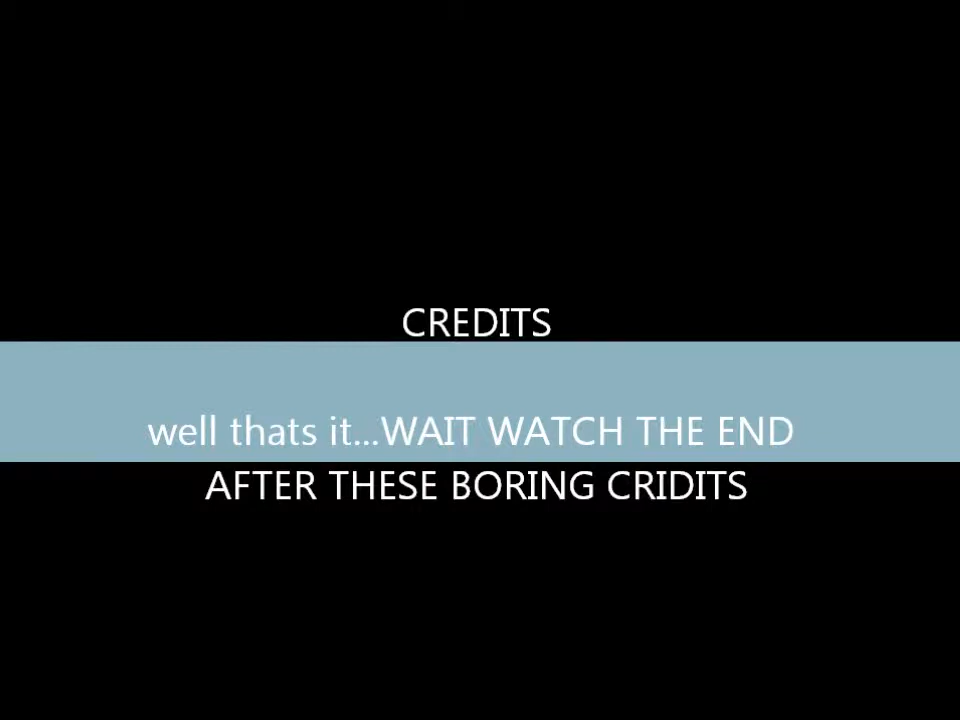 CREDITS
well thats it...WAIT WATCH THE END
AFTER THESE BORING CRIDITS